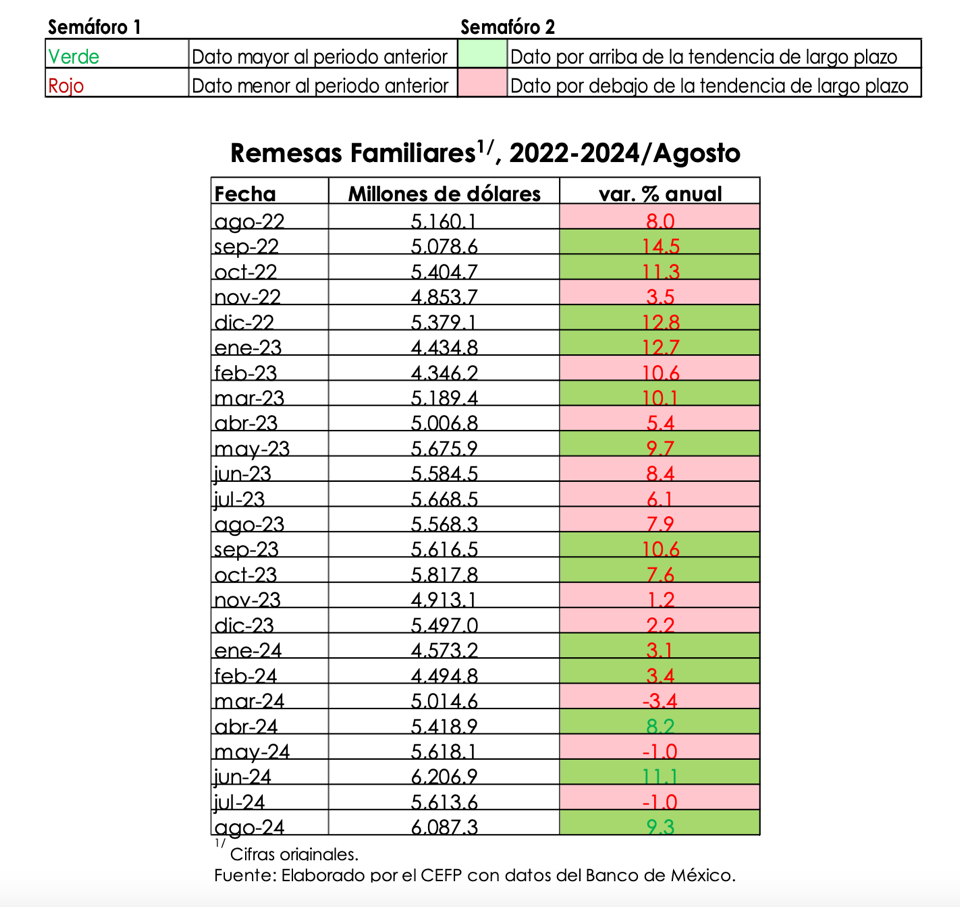 Semáforo 1 Semafóro 2
Verde Dato mayor al periodo anterior Dato por arriba de la tendencia de largo plazo
Rojo Dato menor al periodo anterior Dato por debajo de la tendencia de largo plazo
Remesas Familiares1/, 2022-2024/Agosto
Fecha Millones de dólares var. % anual
ago-22 5,160.1 8.0
sep-22 5,078.6 14.5
oct-22 5,404.7 11.3
nov-22 4,853.7 3.5
dic-22 5,379.1 12.8
ene-23 4,434.8 12.7
feb-23 4,346.2 10.6
mar-23 5,189.4 10.1
abr-23 5,006.8 5.4
may-23 5,675.9 9.7
jun-23 5,584.5 8.4
jul-23 5,668.5 6.1
ago-23 5,568.3 7.9
sep-23 5,616.5 10.6
oct-23 5,817.8 7.6
nov-23 4,913.1 1.2
dic-23 5,497.0 2.2
ene-24 4,573.2 3.1
feb-24 4,494.8 3.4
mar-24 5,014.6 -3.4
abr-24 5,418.9 8.2
may-24 5,618.1 -1.0
jun-24 6,206.9 11.1
jul-24 5,613.6 -1.0
ago-24 6,087.3 9.3
1/ Cifras originales.
Fuente: Elaborado por el CEFP con datos del Banco de México.